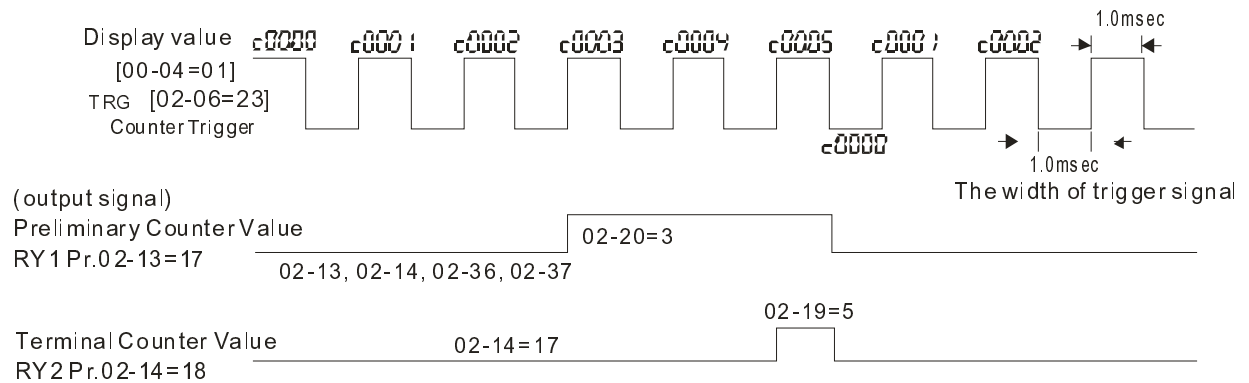 1.0msec
Display value c0000 c0001 c0002 c0003 c0004 c0005 c0001 c0002
[00-04=01]
TRG [02-06=23]
Counter Trigger
c0000
1.0msec
The width of trigger signal
(output signal)
Preliminary Counter Value
RY1 Pr.02-13=17
02-20=3
02-13, 02-14, 02-36, 02-37
02-19=5
Terminal Counter Value
02-14=17
RY2 Pr.02-14=18